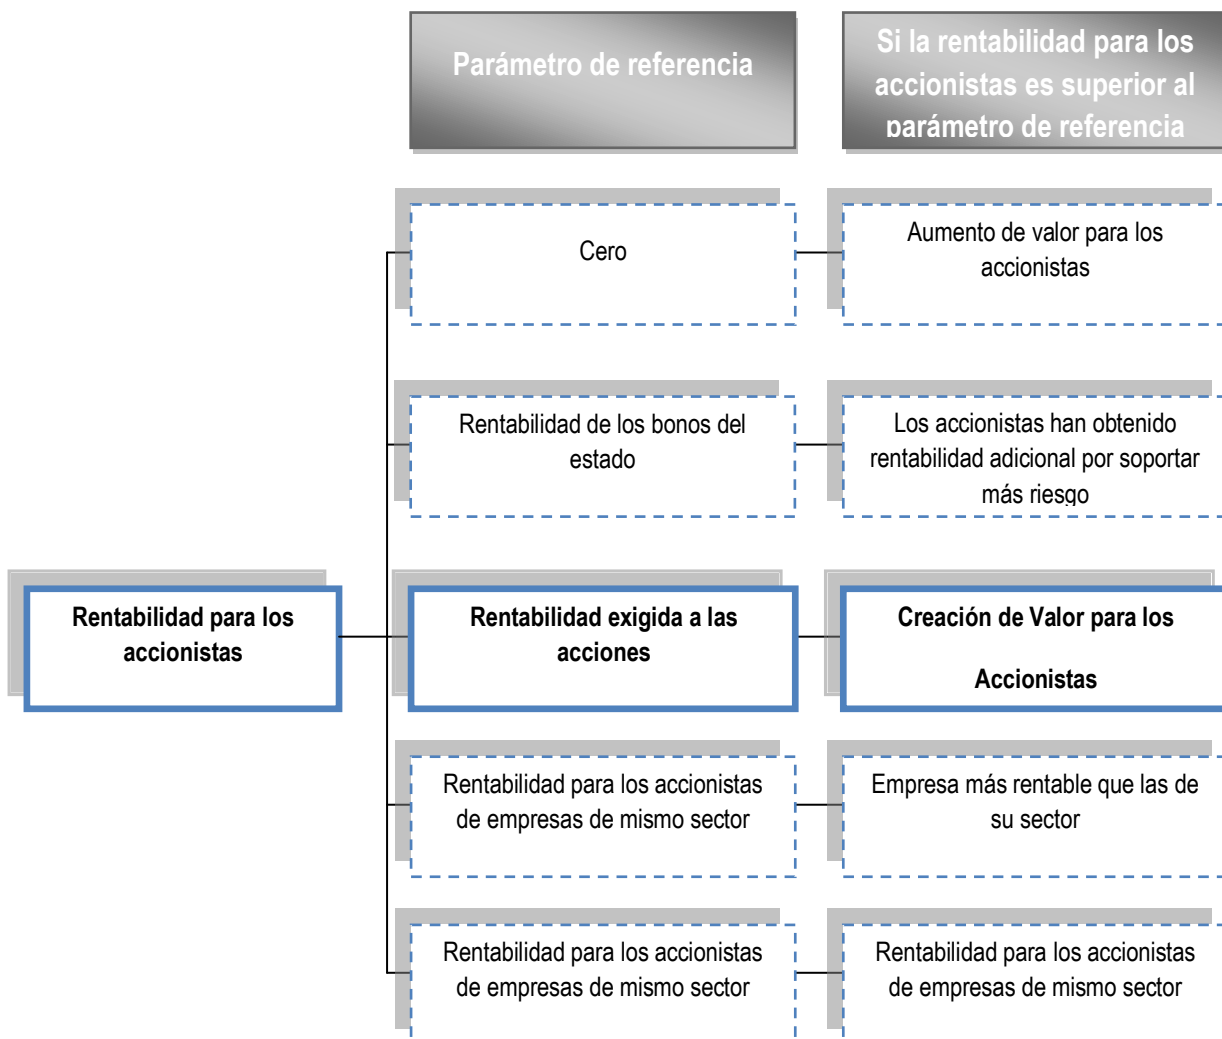 Parámetro de referencia
Si la rentabilidad para los
accionistas es superior al
parámetro de referencia
Cero
Aumento de valor para los
accionistas
Rentabilidad de los bonos del
estado
Los accionistas han obtenido
rentabilidad adicional por soportar
más riesgo
Rentabilidad para los
accionistas
Rentabilidad exigida a las
acciones
Creación de Valor para los
Accionistas
Rentabilidad para los accionistas
de empresas de mismo sector
Empresa más rentable que las de
su sector
Rentabilidad para los accionistas
de empresas de mismo sector
Rentabilidad para los accionistas
de empresas de mismo sector